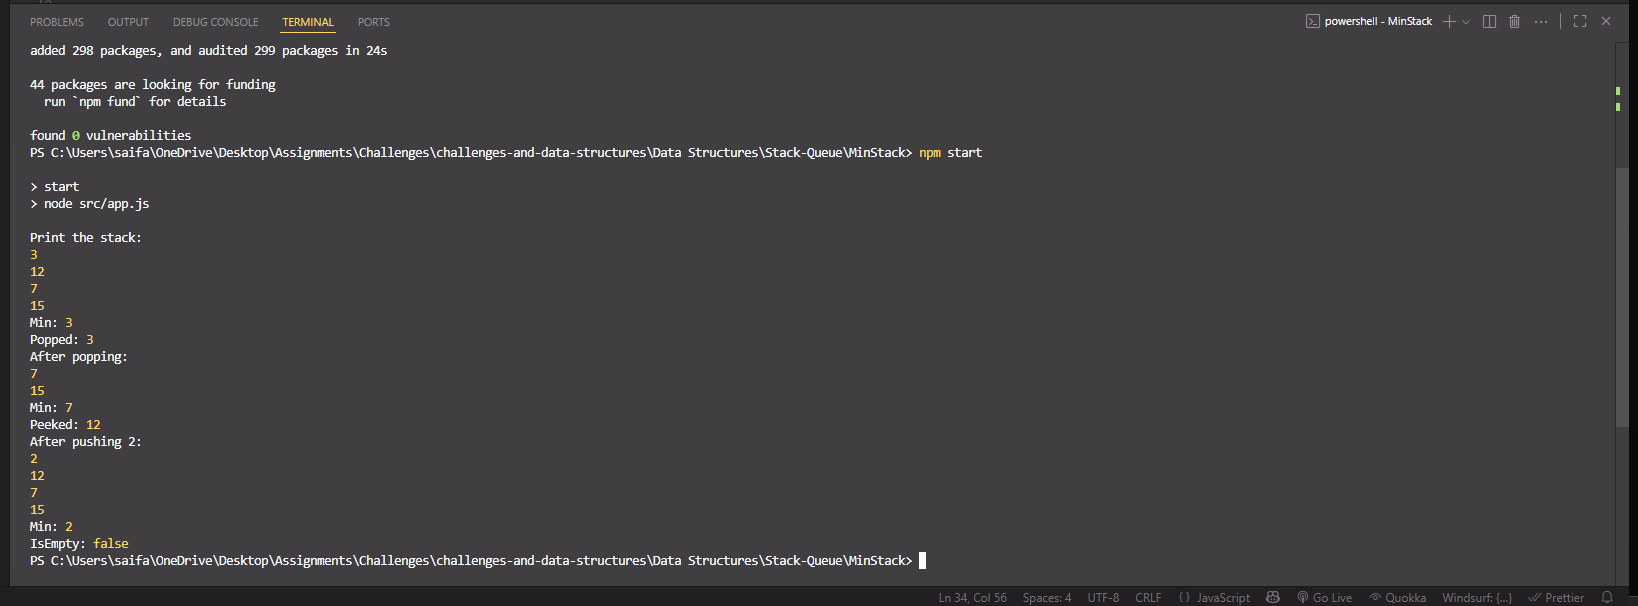 PROBLEMS OUTPUT DEBUG CONSOLE TERMINAL PORTS powershell - MinStack
added 298 packages, and audited 299 packages in 24s
44 packages are looking for funding
run `npm fund` for details
found 0 vulnerabilities
PS C:\Users\saifa\OneDrive\Desktop\Assignments\Challenges\challenges-and-data-structures\Data Structures\Stack-Queue\MinStack> npm start
> start
> node src/app.js
Print the stack:
3
12
7
15
Min: 3
Popped: 3
After popping:
7
15
Min: 7
Peeked: 12
After pushing 2:
2
12
7
15
Min: 2
IsEmpty: false
PS C:\Users\saifa\OneDrive\Desktop\Assignments\Challenges\challenges-and-data-structures\Data Structures\Stack-Queue\MinStack>
Ln 34, Col 56 Spaces: 4 UTF-8 CRLF {} JavaScript Go Live Quokka Windsurf: {...} Prettier